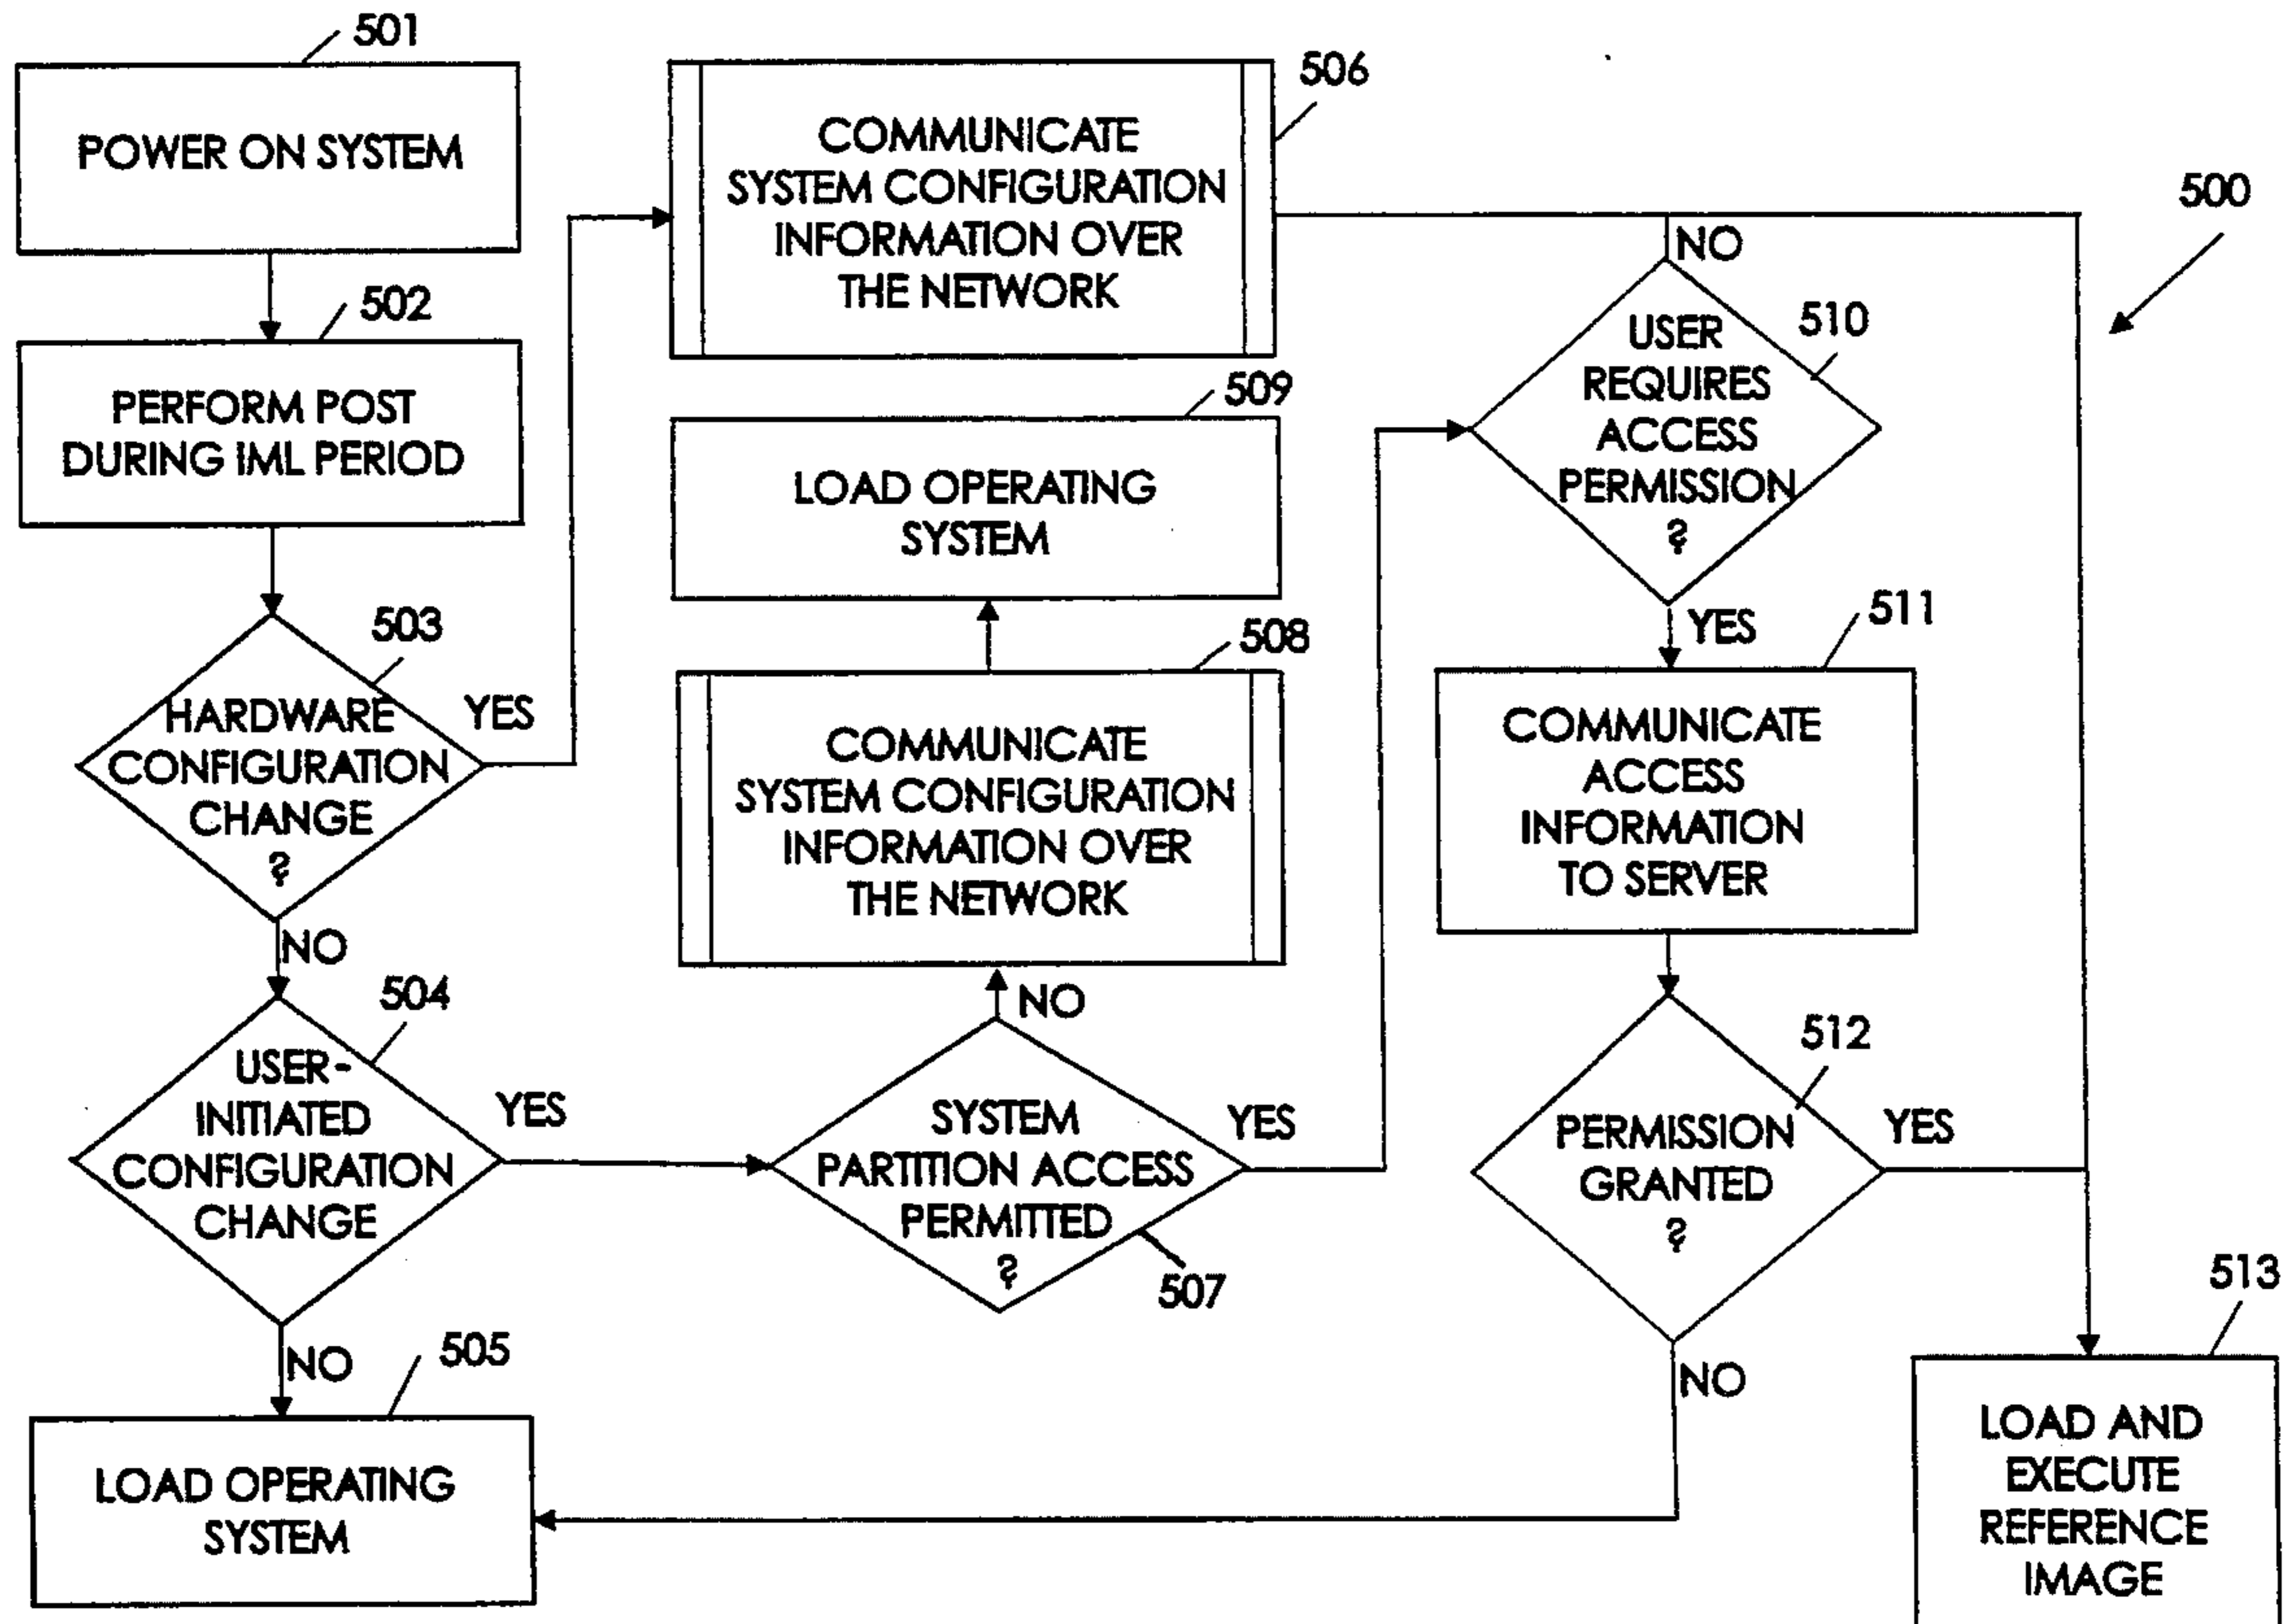 501
POWER ON SYSTEM
502
PERFORM POST
DURING IML PERIOD
503
HARDWARE
CONFIGURATION
CHANGE
?
YES
NO
504
USER-
INITIATED
CONFIGURATION
CHANGE
YES
NO
505
LOAD OPERATING
SYSTEM
506
COMMUNICATE
SYSTEM CONFIGURATION
INFORMATION OVER
THE NETWORK
509
LOAD OPERATING
SYSTEM
508
COMMUNICATE
SYSTEM CONFIGURATION
INFORMATION OVER
THE NETWORK
NO
SYSTEM
PARTITION ACCESS
PERMITTED
?
YES
507
500
NO
510
USER
REQUIRES
ACCESS
PERMISSION
?
YES
511
COMMUNICATE
ACCESS
INFORMATION
TO SERVER
512
PERMISSION
GRANTED
?
YES
NO
513
LOAD AND
EXECUTE
REFERENCE
IMAGE